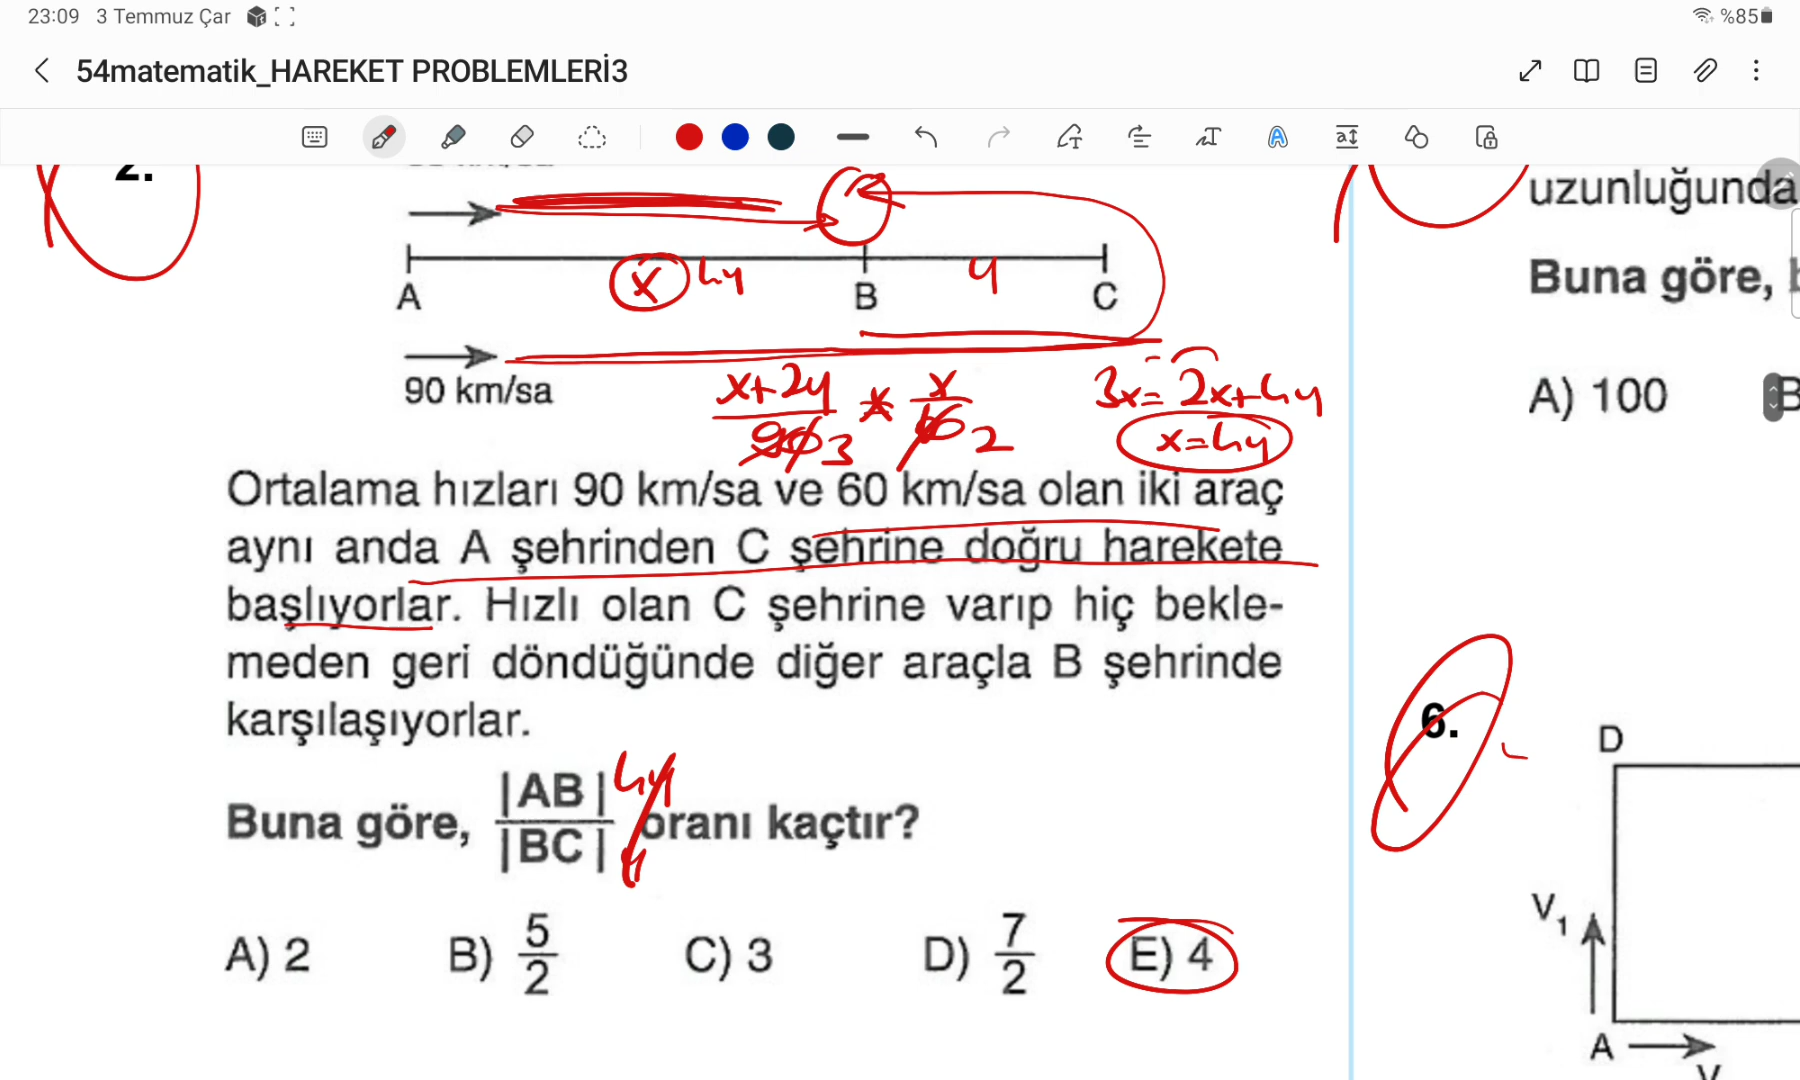 23:09 3 Temmuz Çar %85
54matematik_HAREKET PROBLEMLERİ3
2.
A x 4y B y C
90 km/sa
x+2y / 90 3 * x / 60 2
3x = 2x+4y
x=4y
Ortalama hızları 90 km/sa ve 60 km/sa olan iki araç
aynı anda A şehrinden C şehrine doğru harekete
başlıyorlar. Hızlı olan C şehrine varıp hiç bekle-
meden geri döndüğünde diğer araçla B şehrinde
karşılaşıyorlar.
Buna göre, |AB| / |BC| 4y / y oranı kaçtır?
A) 2 B) 5/2 C) 3 D) 7/2 E) 4
uzunluğunda
Buna göre, b
A) 100 B
6.
D
V1
A
V